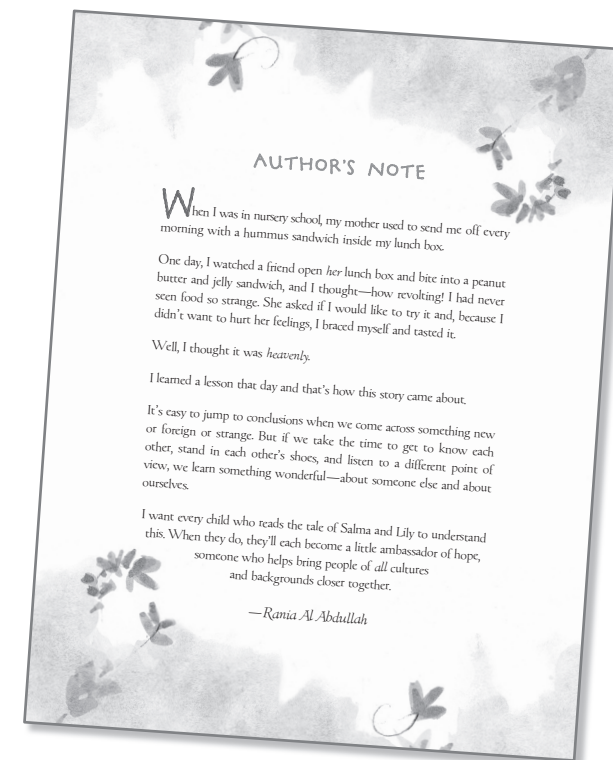 AUTHOR'S NOTE
When I was in nursery school, my mother used to send me off every
morning with a hummus sandwich inside my lunch box.
One day, I watched a friend open her lunch box and bite into a peanut
butter and jelly sandwich, and I thought—how revolting! I had never
seen food so strange. She asked if I would like to try it and, because I
didn't want to hurt her feelings, I braced myself and tasted it.
Well, I thought it was heavenly.
I learned a lesson that day and that's how this story came about.
It's easy to jump to conclusions when we come across something new
or foreign or strange. But if we take the time to get to know each
other, stand in each other's shoes, and listen to a different point of
view, we learn something wonderful—about someone else and about
ourselves.
I want every child who reads the tale of Salma and Lily to understand
this. When they do, they'll each become a little ambassador of hope,
someone who helps bring people of all cultures
and backgrounds closer together.
—Rania Al Abdullah